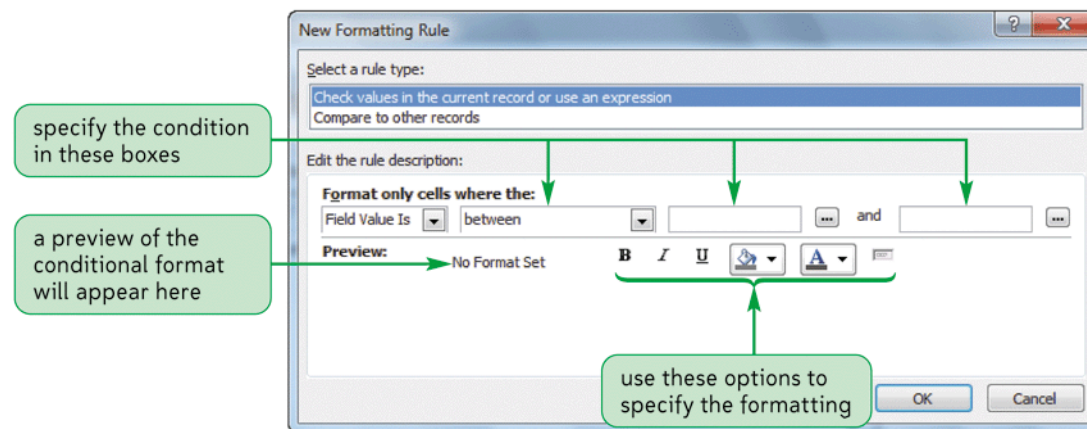 New Formatting Rule
Select a rule type:
Check values in the current record or use an expression
Compare to other records
specify the condition
in these boxes
Edit the rule description:
Format only cells where the:
Field Value Is
between
...
and
...
a preview of the
conditional format
will appear here
Preview:
No Format Set
B I U A
use these options to
specify the formatting
OK
Cancel